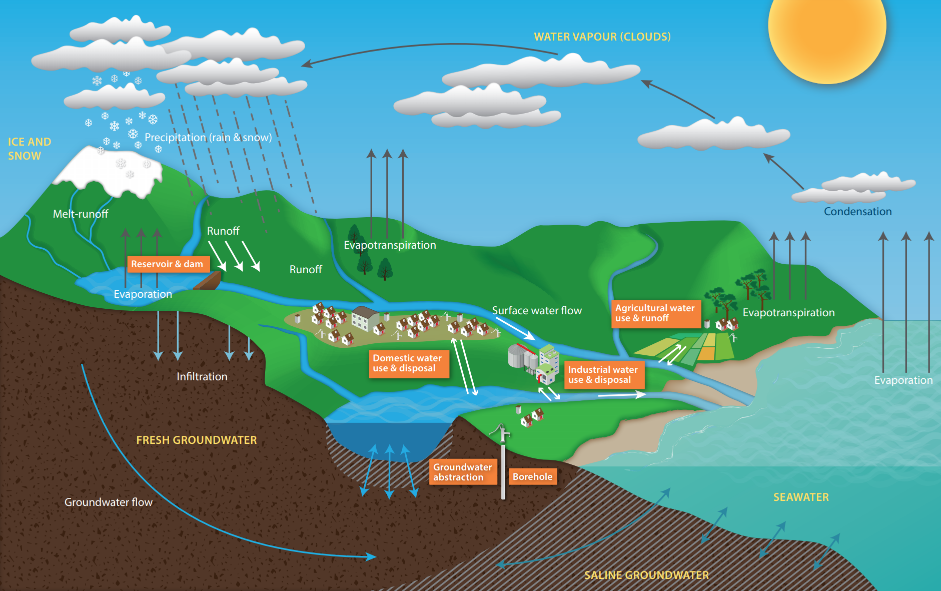 WATER VAPOUR (CLOUDS)
ICE AND
SNOW
Precipitation (rain & snow)
Melt-runoff
Condensation
Runoff
Evapotranspiration
Reservoir & dam
Runoff
Evaporation
Surface water flow
Agricultural water
use & runoff
Evapotranspiration
Domestic water
use & disposal
Industrial water
use & disposal
Infiltration
Evaporation
FRESH GROUNDWATER
Groundwater
abstraction
Borehole
Groundwater flow
SEAWATER
SALINE GROUNDWATER